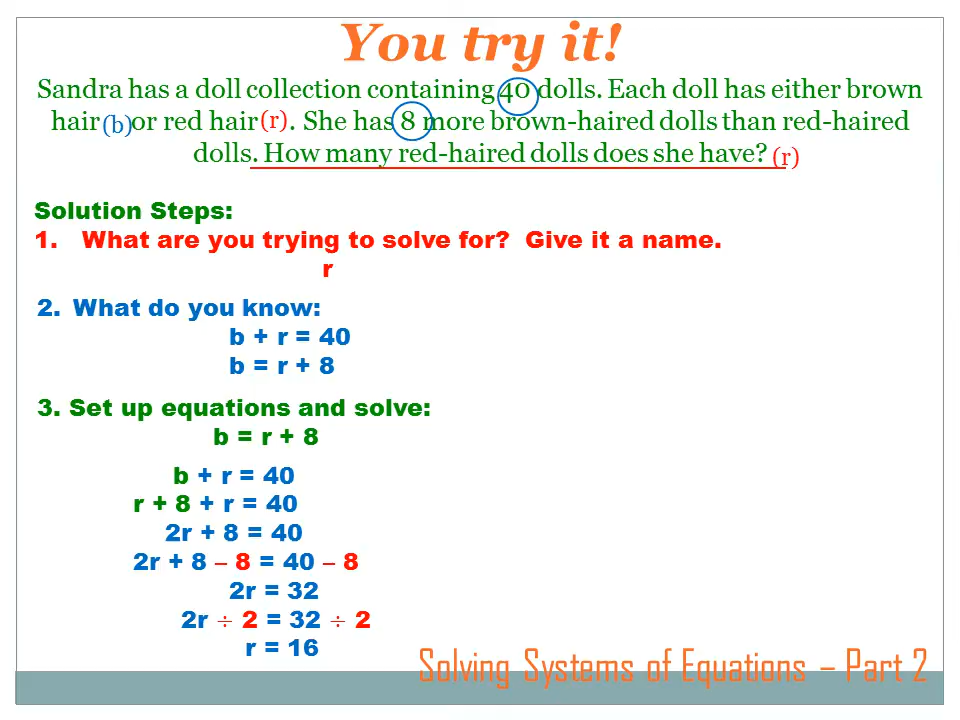 You try it!
Sandra has a doll collection containing 40 dolls. Each doll has either brown
hair (b) or red hair (r). She has 8 more brown-haired dolls than red-haired
dolls. How many red-haired dolls does she have? (r)
Solution Steps:
1. What are you trying to solve for? Give it a name.
r
2. What do you know:
b + r = 40
b = r + 8
3. Set up equations and solve:
b = r + 8
b + r = 40
r + 8 + r = 40
2r + 8 = 40
2r + 8 – 8 = 40 – 8
2r = 32
2r ÷ 2 = 32 ÷ 2
r = 16
Solving Systems of Equations – Part 2